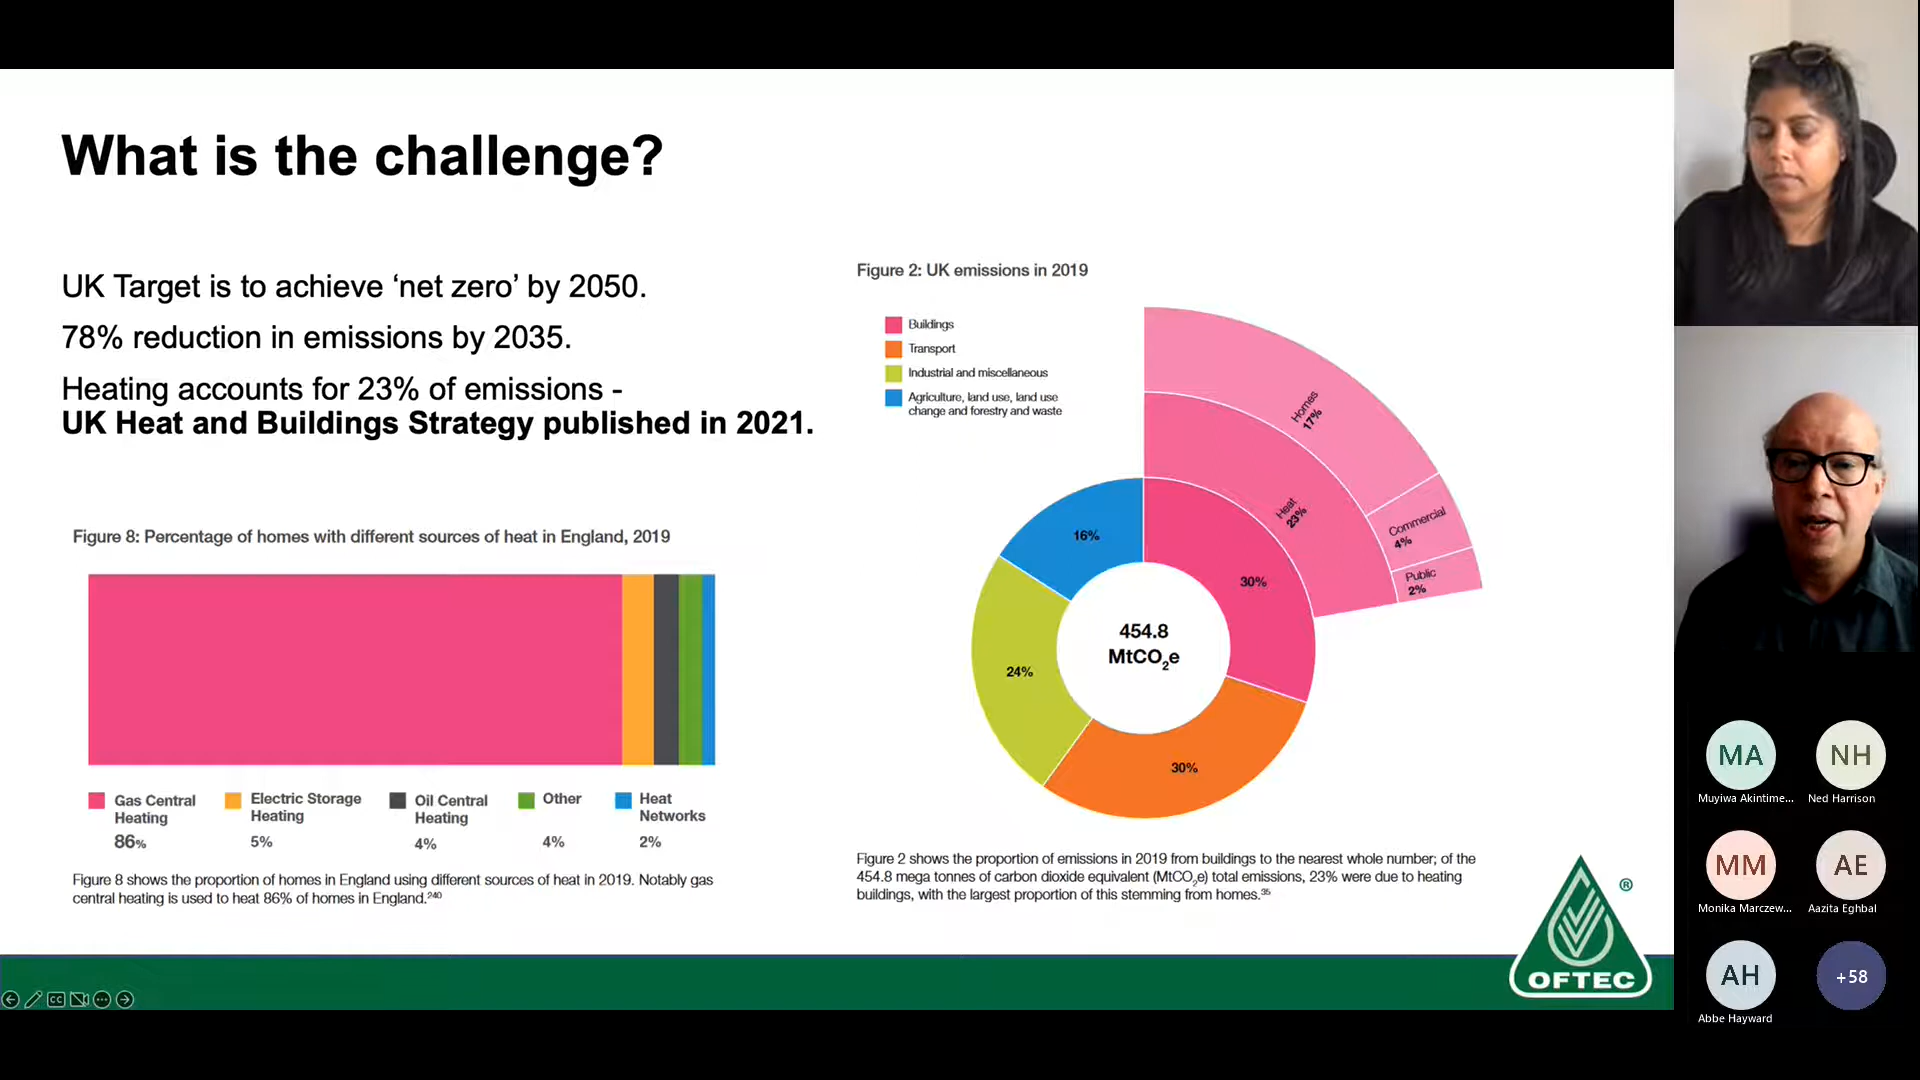 What is the challenge?
UK Target is to achieve ‘net zero’ by 2050.
78% reduction in emissions by 2035.
Heating accounts for 23% of emissions -
UK Heat and Buildings Strategy published in 2021.
Figure 8: Percentage of homes with different sources of heat in England, 2019
Gas Central
Heating
86%
Electric Storage
Heating
5%
Oil Central
Heating
4%
Other
4%
Heat
Networks
2%
Figure 8 shows the proportion of homes in England using different sources of heat in 2019. Notably gas
central heating is used to heat 86% of homes in England.240
Figure 2: UK emissions in 2019
Buildings
Transport
Industrial and miscellaneous
Agriculture, land use, land use
change and forestry and waste
Homes
17%
Heat
23%
Commercial
4%
Public
2%
16%
30%
24%
30%
454.8
MtCO2e
Figure 2 shows the proportion of emissions in 2019 from buildings to the nearest whole number; of the
454.8 mega tonnes of carbon dioxide equivalent (MtCO2e) total emissions, 23% were due to heating
buildings, with the largest proportion of this stemming from homes.35
®
OFTEC
CC
MA
Muyiwa Akintime...
NH
Ned Harrison
MM
Monika Marczew...
AE
Aazita Eghbal
AH
Abbe Hayward
+58